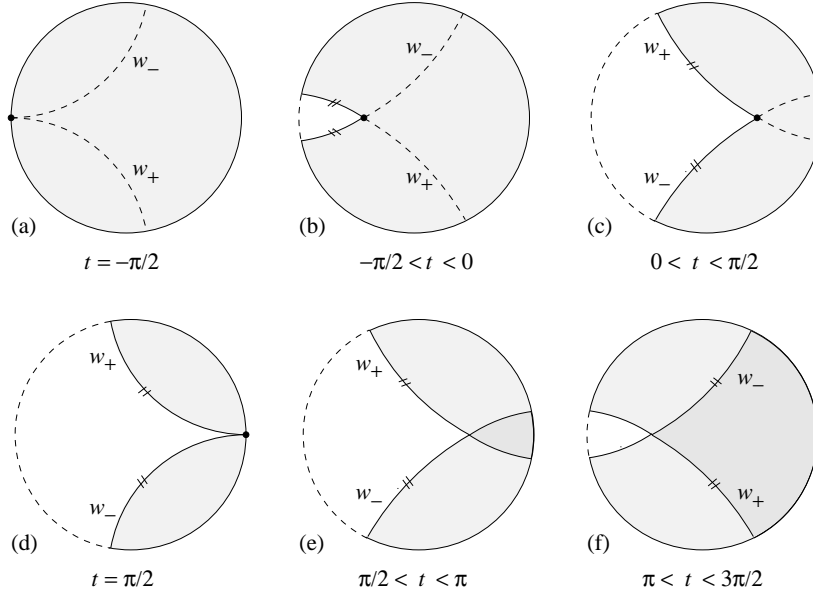 w₋
w₊
(a)
t = −π/2
w₋
w₊
(b)
−π/2 < t < 0
w₊
w₋
(c)
0 < t < π/2
w₊
w₋
(d)
t = π/2
w₊
w₋
(e)
π/2 < t < π
w₋
w₊
(f)
π < t < 3π/2